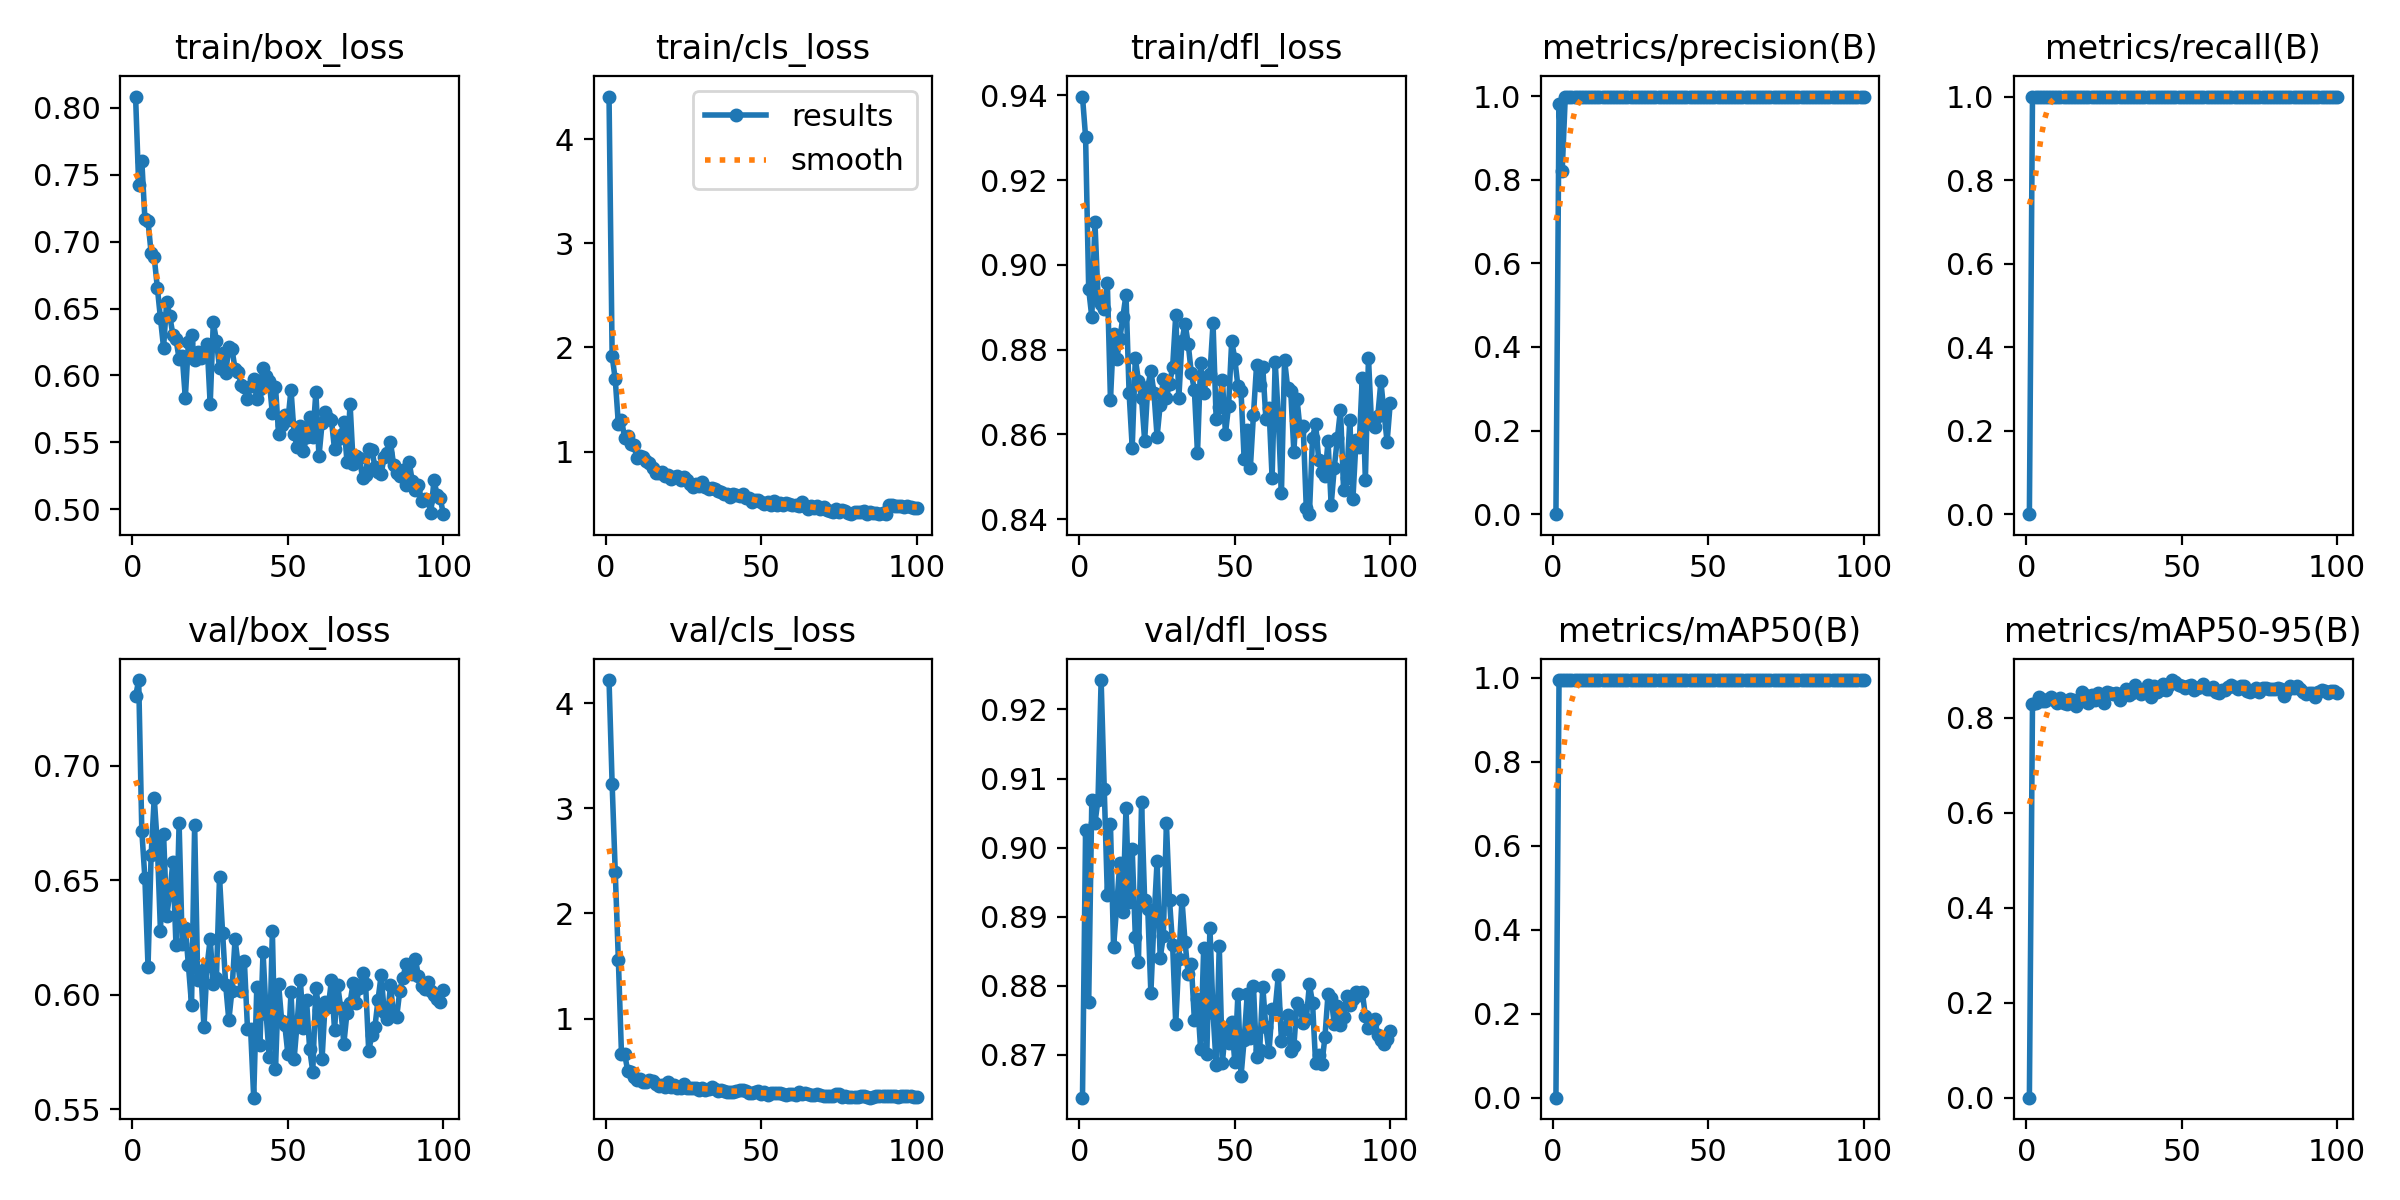 train/box_loss
train/cls_loss
train/dfl_loss
metrics/precision(B)
metrics/recall(B)
0.80
0.75
0.70
0.65
0.60
0.55
0.50
0 50 100
4
3
2
1
0 50 100
results
smooth
0.94
0.92
0.90
0.88
0.86
0.84
0 50 100
1.0
0.8
0.6
0.4
0.2
0.0
0 50 100
1.0
0.8
0.6
0.4
0.2
0.0
0 50 100
val/box_loss
val/cls_loss
val/dfl_loss
metrics/mAP50(B)
metrics/mAP50-95(B)
0.70
0.65
0.60
0.55
0 50 100
4
3
2
1
0 50 100
0.92
0.91
0.90
0.89
0.88
0.87
0 50 100
1.0
0.8
0.6
0.4
0.2
0.0
0 50 100
0.8
0.6
0.4
0.2
0.0
0 50 100